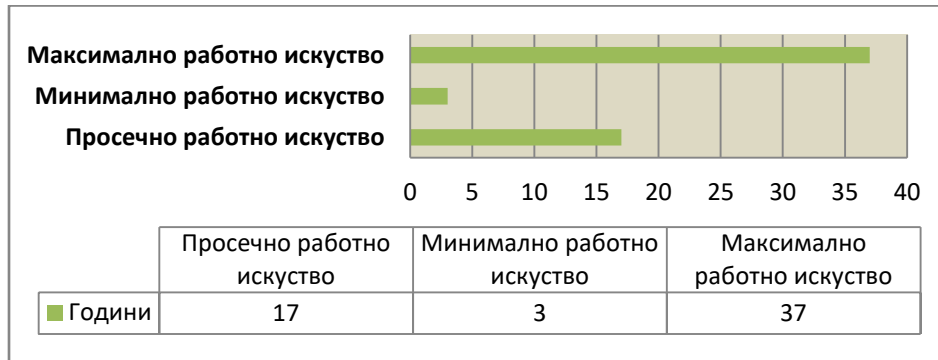 Максимално работно искуство
Минимално работно искуство
Просечно работно искуство
0 5 10 15 20 25 30 35 40
Просечно работно искуство
Минимално работно искуство
Максимално работно искуство
Години 17 3 37